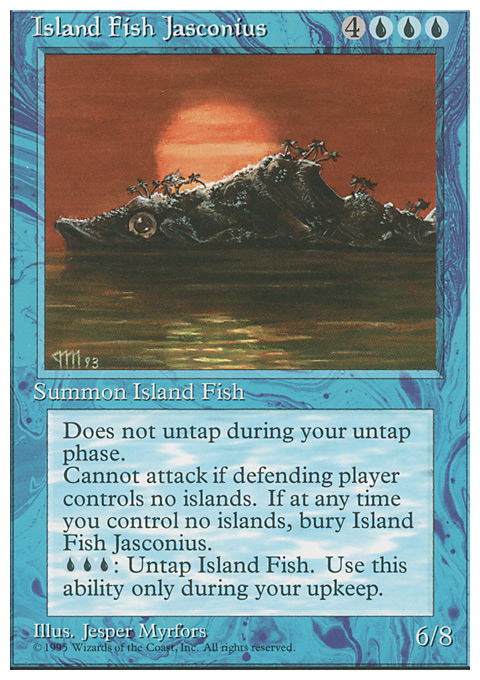 Island Fish Jasconius 4
JM 93
Summon Island Fish
Does not untap during your untap
phase.
Cannot attack if defending player
controls no islands. If at any time
you control no islands, bury Island
Fish Jasconius.
: Untap Island Fish. Use this
ability only during your upkeep.
Illus. Jesper Myrfors
© 1995 Wizards of the Coast, Inc. All rights reserved.
6/8